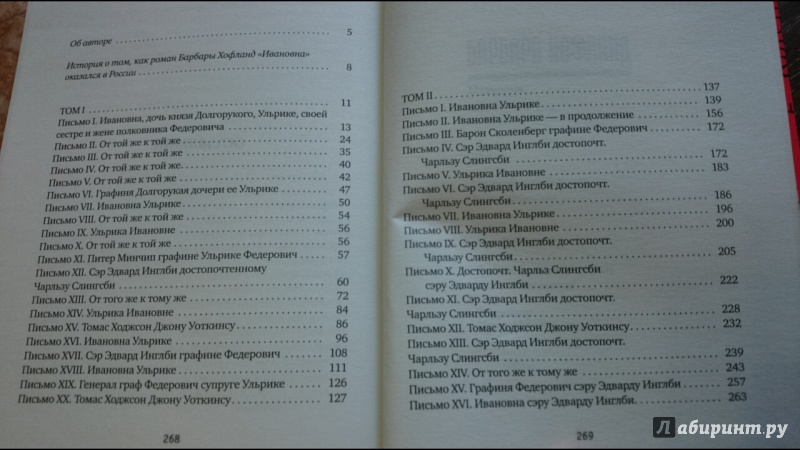 Об авторе 5
История о том, как роман Барбары Хофланд «Ивановна»
оказался в России 8
ТОМ I 11
Письмо I. Ивановна, дочь князя Долгорукого, Ульрике, своей
сестре и жене полковника Федеровича 13
Письмо II. От той же к той же 24
Письмо III. От той же к той же 35
Письмо IV. От той же к той же 40
Письмо V. От той же к той же 42
Письмо VI. Графиня Долгорукая дочери ее Ульрике 47
Письмо VII. Ивановна Ульрике 50
Письмо VIII. От той же к той же 54
Письмо IX. Ульрика Ивановне 56
Письмо X. От той же к той же 56
Письмо XI. Питер Минчип графине Ульрике Федерович 57
Письмо XII. Сэр Эдвард Инглби достопочтенному
Чарльзу Слингсби 60
Письмо XIII. От того же к тому же 72
Письмо XIV. Ульрика Ивановне 84
Письмо XV. Томас Ходжсон Джону Уоткинсу 86
Письмо XVI. Ивановна Ульрике 96
Письмо XVII. Сэр Эдвард Инглби графине Федерович 108
Письмо XVIII. Ивановна Ульрике 111
Письмо XIX. Генерал граф Федерович супруге Ульрике 126
Письмо XX. Томас Ходжсон Джону Уоткинсу 127
268
ТОМ II 137
Письмо I. Ивановна Ульрике 139
Письмо II. Ивановна Ульрике — в продолжение 156
Письмо III. Барон Сколенберг графине Федерович 172
Письмо IV. Сэр Эдвард Инглби достопочт.
Чарльзу Слингсби 172
Письмо V. Ульрика Ивановне 183
Письмо VI. Сэр Эдвард Инглби достопочт.
Чарльзу Слингсби 186
Письмо VII. Ивановна Ульрике 196
Письмо VIII. Ульрика Ивановне 200
Письмо IX. Сэр Эдвард Инглби достопочт.
Чарльзу Слингсби 205
Письмо X. Достопочт. Чарльз Слингсби
сэру Эдварду Инглби 222
Письмо XI. Сэр Эдвард Инглби достопочт.
Чарльзу Слингсби 228
Письмо XII. Томас Ходжсон Джону Уоткинсу 232
Письмо XIII. Сэр Эдвард Инглби достопочт.
Чарльзу Слингсби 239
Письмо XIV. От того же к тому же 243
Письмо XV. Графиня Федерович сэру Эдварду Инглби 257
Письмо XVI. Ивановна сэру Эдварду Инглби 263
269
Лабиринт.ру